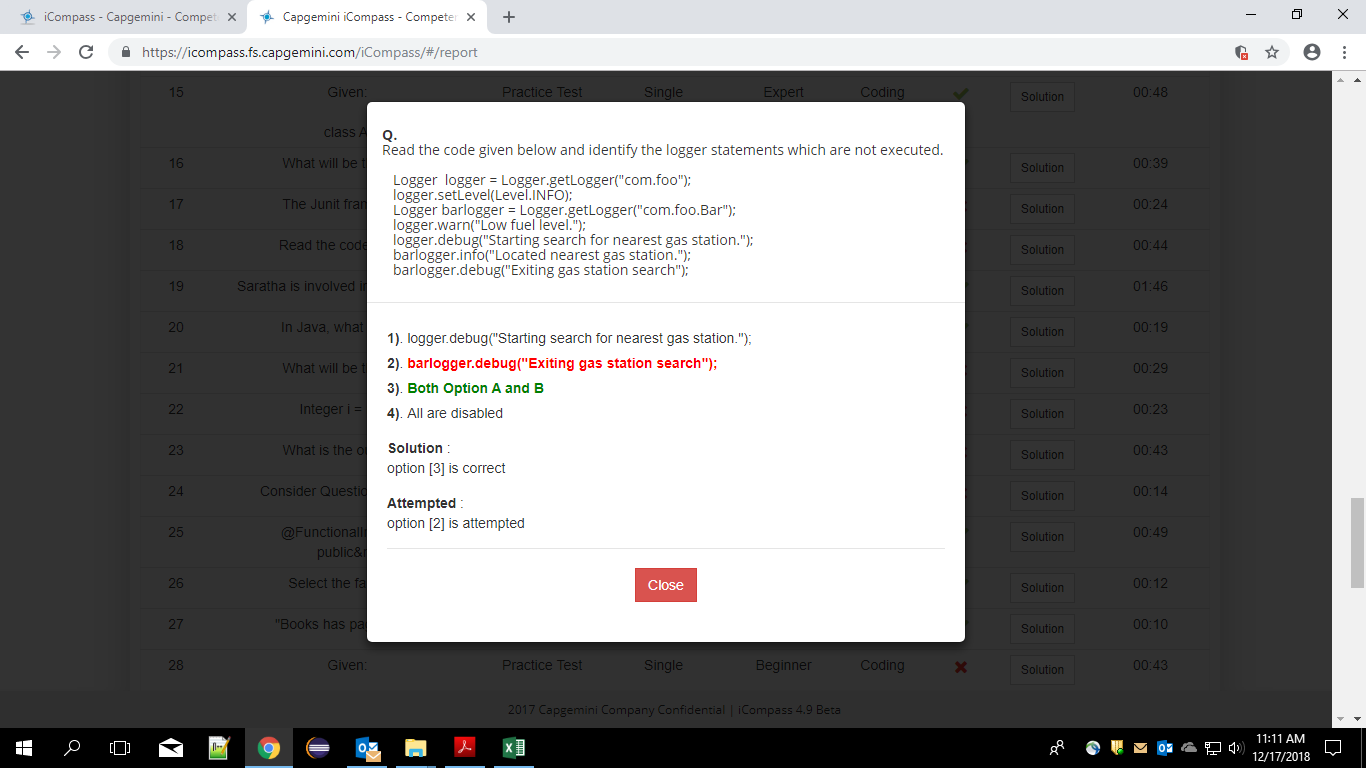 iCompass - Capgemini - Compet
Capgemini iCompass - Competen
https://icompass.fs.capgemini.com/iCompass/#/report
15 Given: Practice Test Single Expert Coding Solution 00:48
class A
16 What will be t Solution 00:39
17 The Junit fran Solution 00:24
18 Read the code Solution 00:44
19 Saratha is involved in Solution 01:46
20 In Java, what Solution 00:19
21 What will be t Solution 00:29
22 Integer i = Solution 00:23
23 What is the o Solution 00:43
24 Consider Questio Solution 00:14
25 @FunctionalI Solution 00:49
public&n
26 Select the fa Solution 00:12
27 "Books has pa Solution 00:10
28 Given: Practice Test Single Beginner Coding Solution 00:43
Q.
Read the code given below and identify the logger statements which are not executed.
Logger logger = Logger.getLogger("com.foo");
logger.setLevel(Level.INFO);
Logger barlogger = Logger.getLogger("com.foo.Bar");
logger.warn("Low fuel level.");
logger.debug("Starting search for nearest gas station.");
barlogger.info("Located nearest gas station.");
barlogger.debug("Exiting gas station search");
1). logger.debug("Starting search for nearest gas station.");
2). barlogger.debug("Exiting gas station search");
3). Both Option A and B
4). All are disabled
Solution :
option [3] is correct
Attempted :
option [2] is attempted
Close
2017 Capgemini Company Confidential | iCompass 4.9 Beta
11:11 AM
12/17/2018